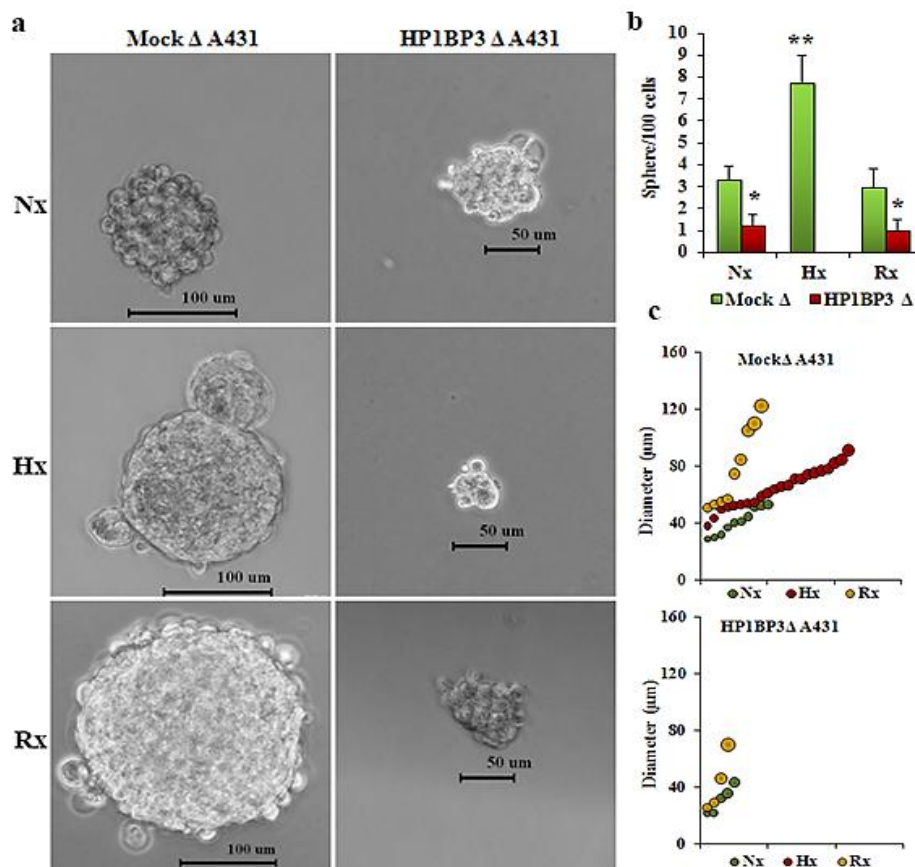 a
Mock Δ A431
HP1BP3 Δ A431
Nx
100 um
50 um
Hx
100 um
50 um
Rx
100 um
50 um
b
Sphere/100 cells
10
9
8
7
6
5
4
3
2
1
0
*
**
*
Nx Hx Rx
Mock Δ HP1BP3 Δ
c
MockΔ A431
Diameter (µm)
160
120
80
40
0
Nx Hx Rx
HP1BP3Δ A431
Diameter (µm)
160
120
80
40
0
Nx Hx Rx